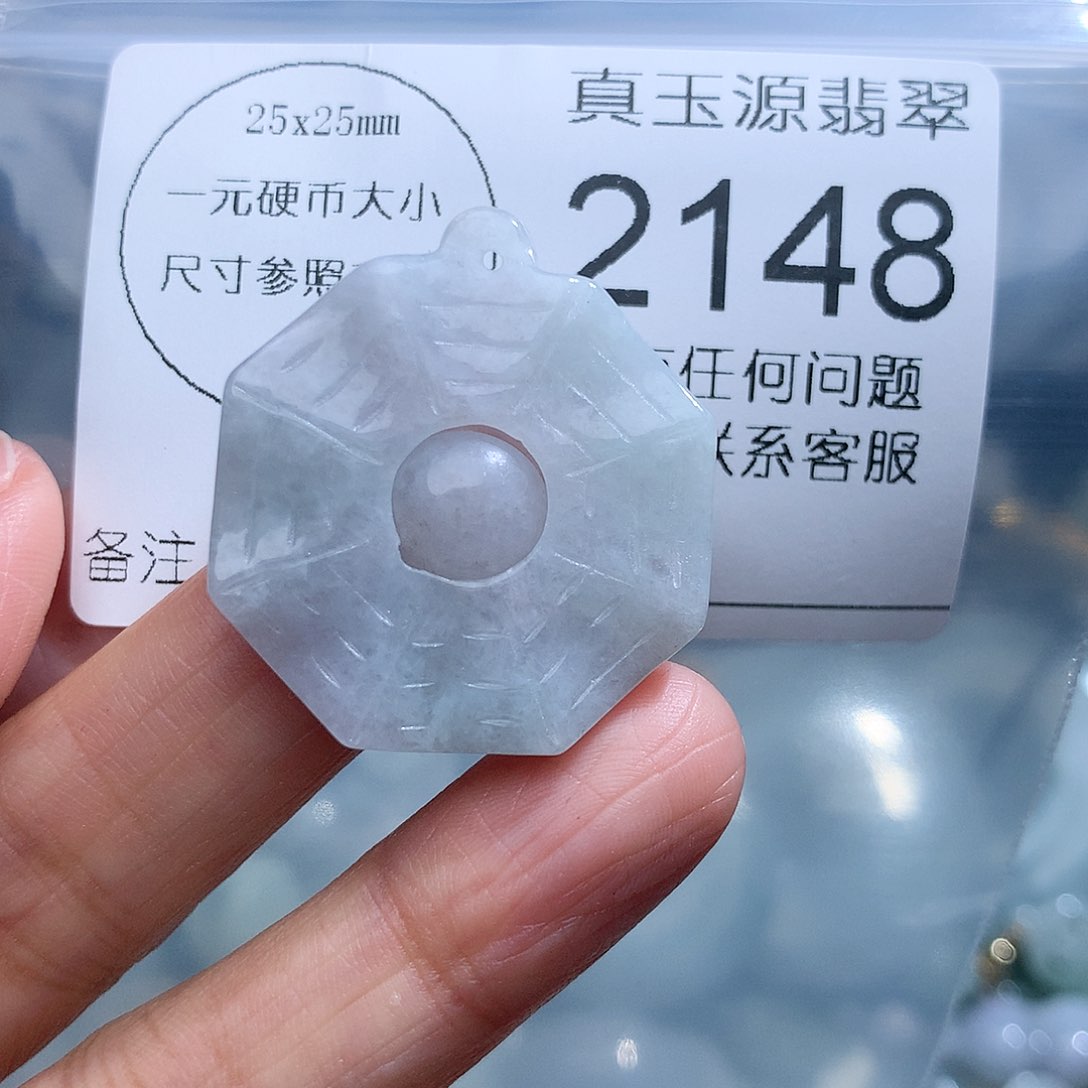 25x25mm
一元硬币大小
尺寸参照
真玉源翡翠
2148
任何问题
联系客服
备注